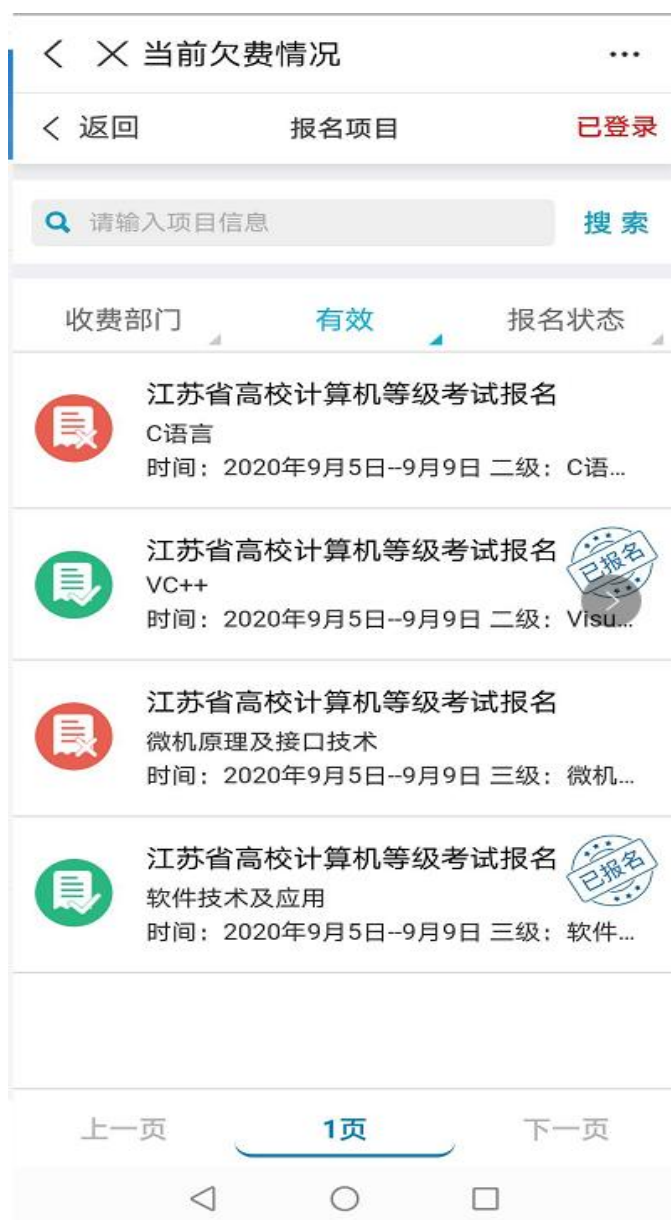 当前欠费情况
返回 报名项目 已登录
请输入项目信息 搜索
收费部门 有效 报名状态
江苏省高校计算机等级考试报名
C语言
时间：2020年9月5日--9月9日 二级：C语...
江苏省高校计算机等级考试报名
已报名
VC++
时间：2020年9月5日--9月9日 二级：Visu...
江苏省高校计算机等级考试报名
微机原理及接口技术
时间：2020年9月5日--9月9日 三级：微机...
江苏省高校计算机等级考试报名
已报名
软件技术及应用
时间：2020年9月5日--9月9日 三级：软件...
上一页 1页 下一页